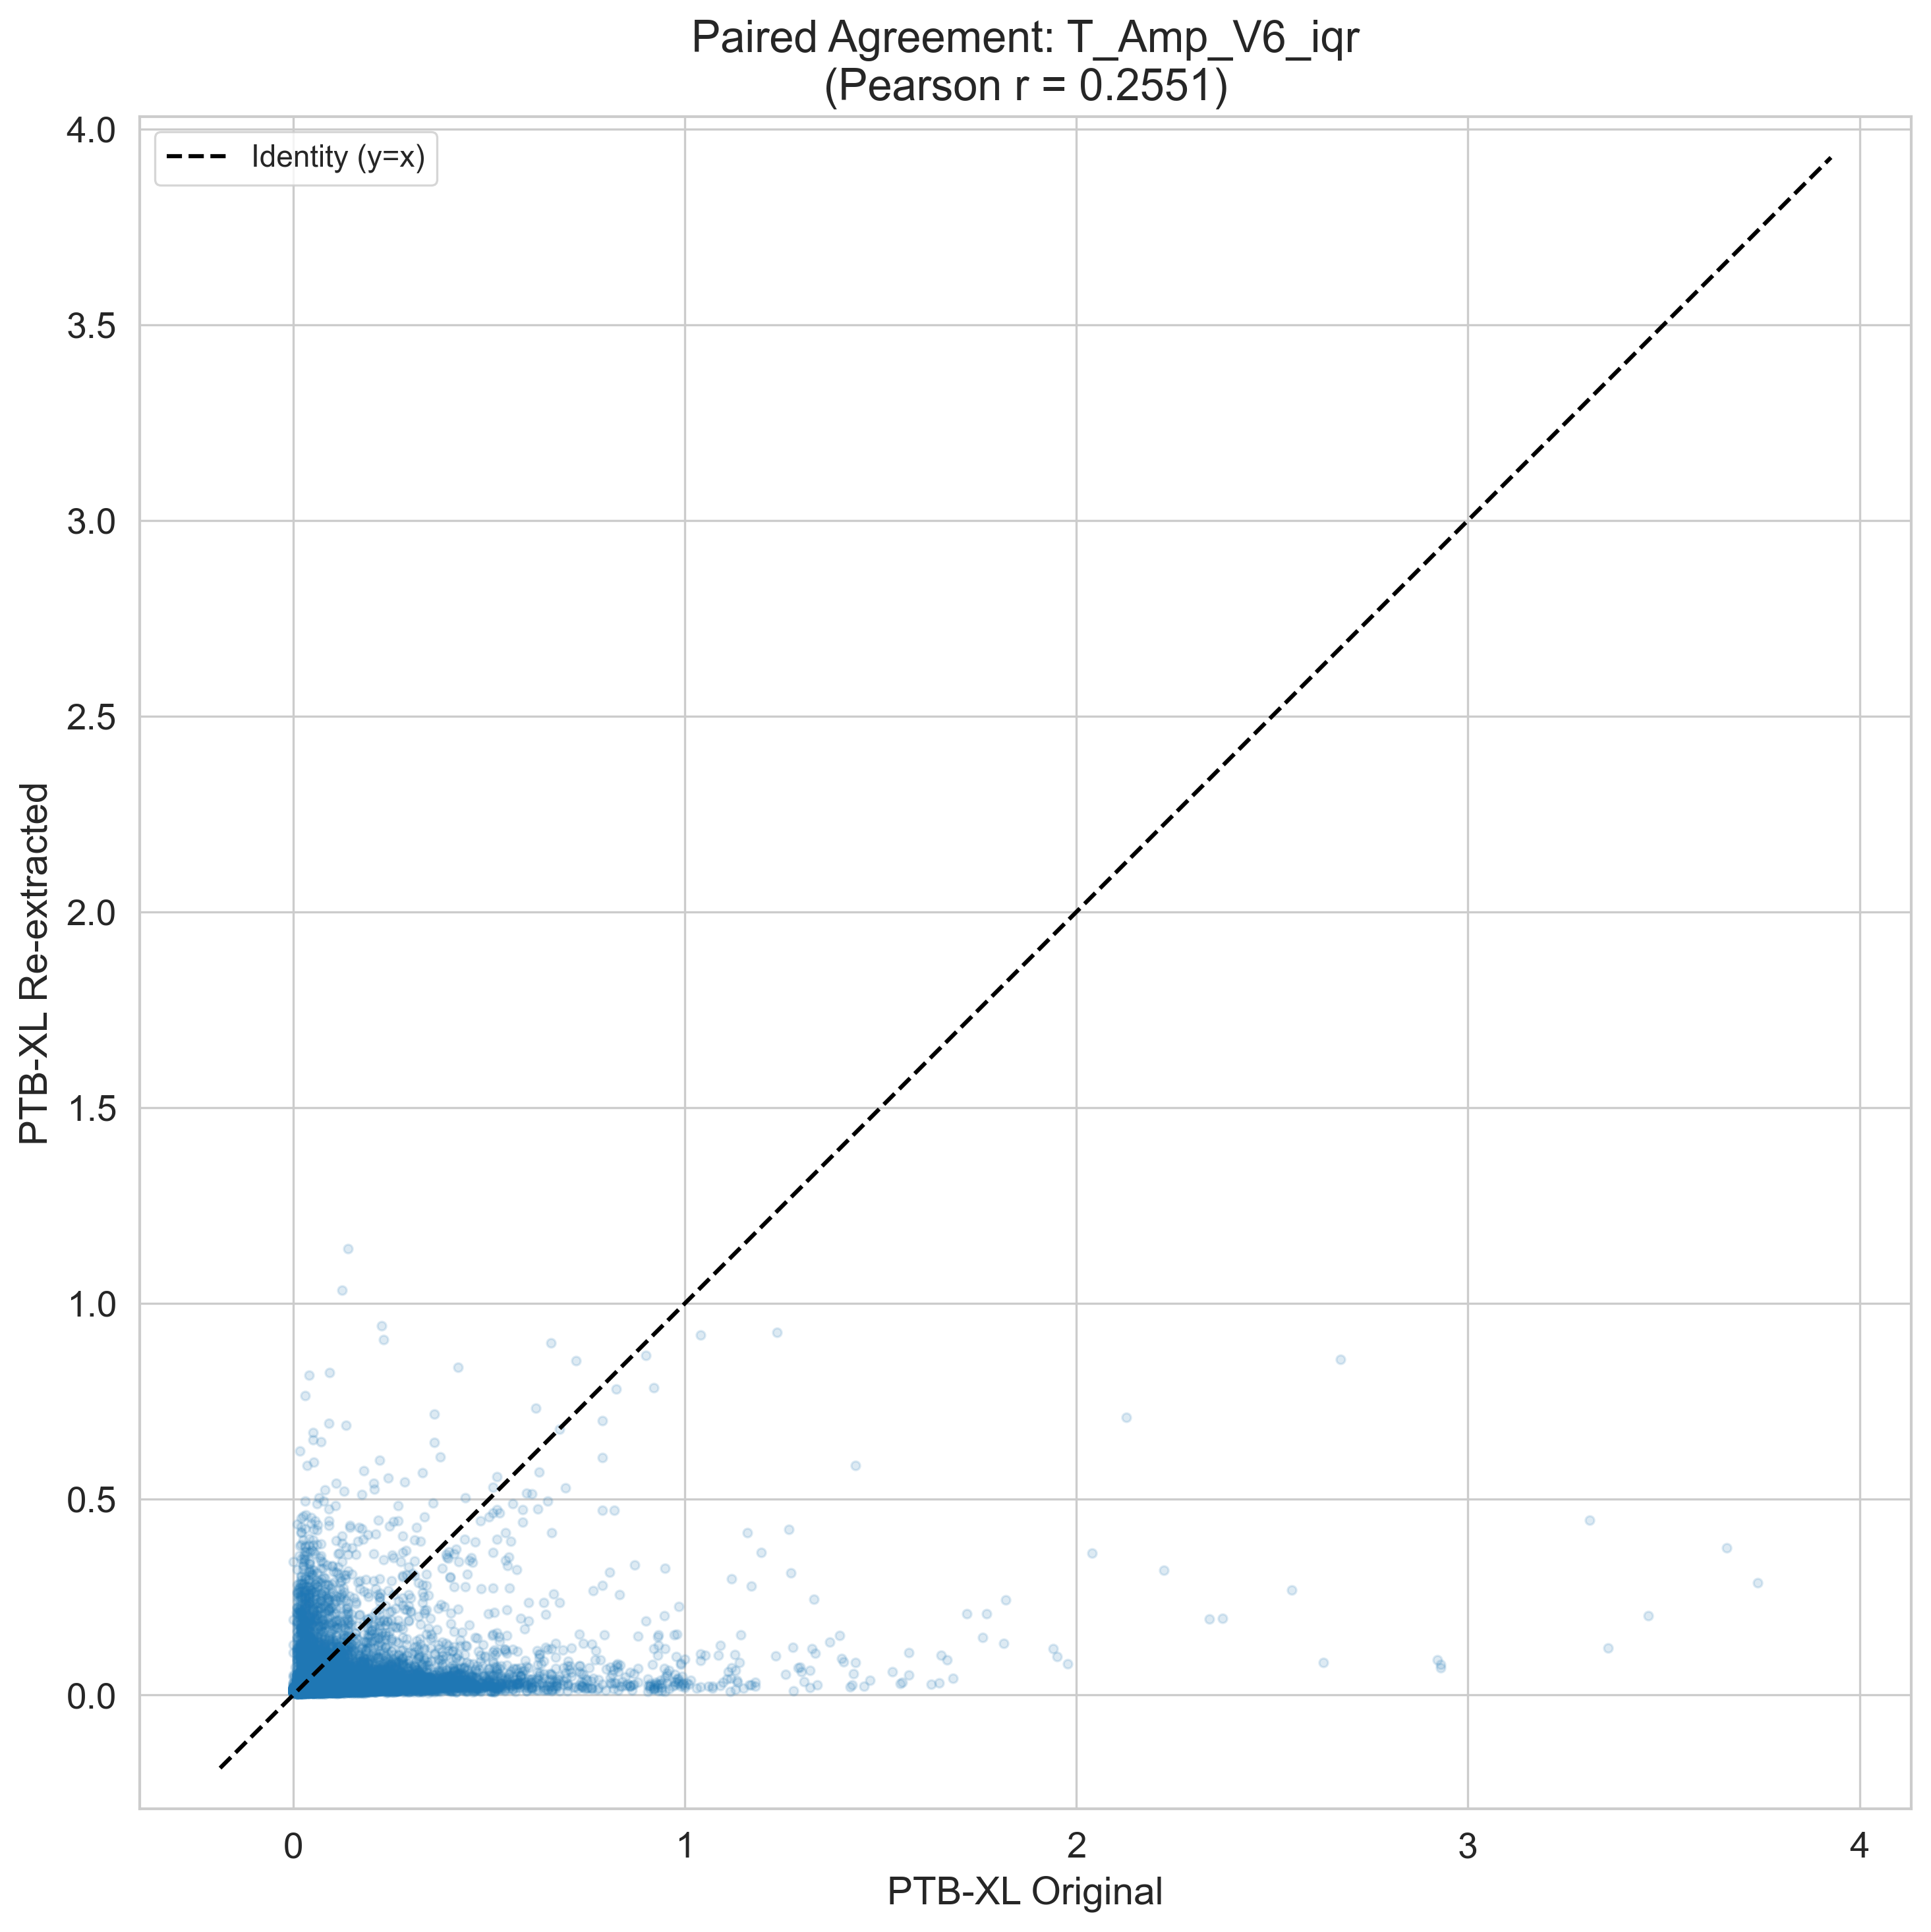 Paired Agreement: T_Amp_V6_iqr
(Pearson r = 0.2551)
Identity (y=x)
4.0
3.5
3.0
2.5
2.0
1.5
1.0
0.5
0.0
PTB-XL Re-extracted
0
1
2
3
4
PTB-XL Original